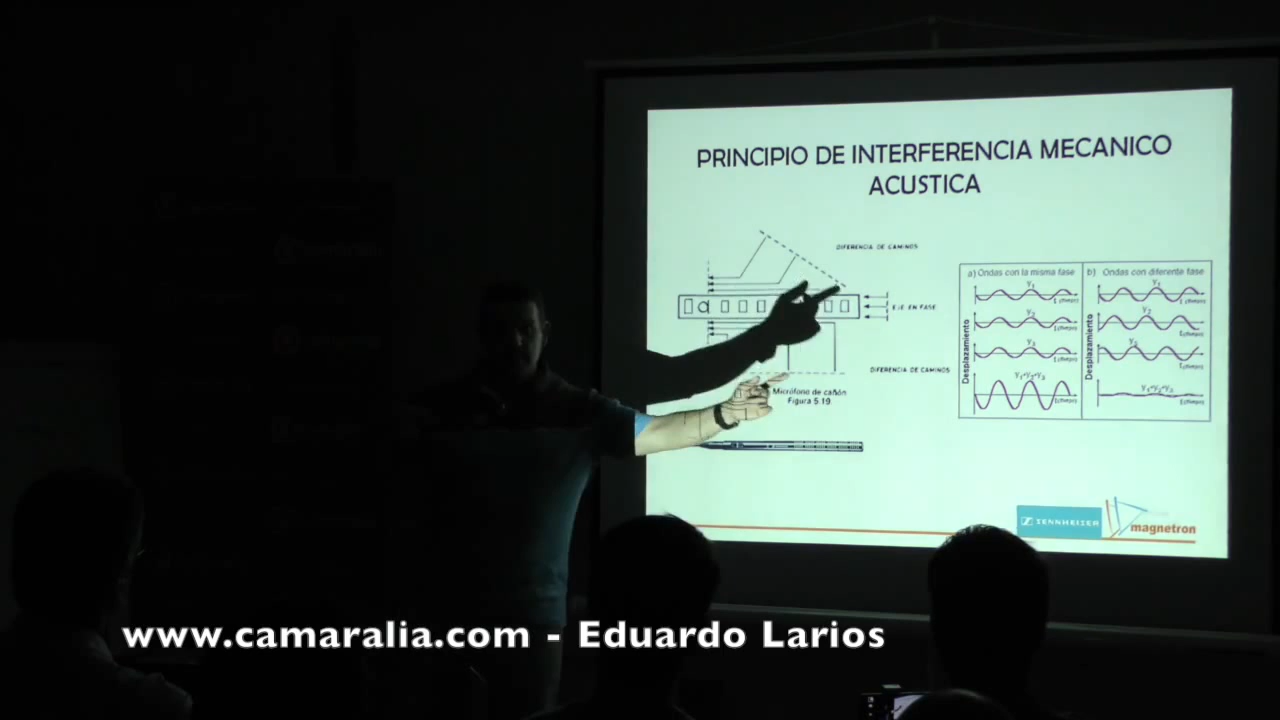 PRINCIPIO DE INTERFERENCIA MECANICO
ACUSTICA
DIFERENCIA DE CAMINOS
EJE EN FASE
DIFERENCIA DE CAMINOS
Micrófono de cañón
Figura 5.19
a) Ondas con la misma fase
b) Ondas con diferente fase
Desplazamiento
Desplazamiento
SENNHEISER
magnetron
www.camaralia.com - Eduardo Larios